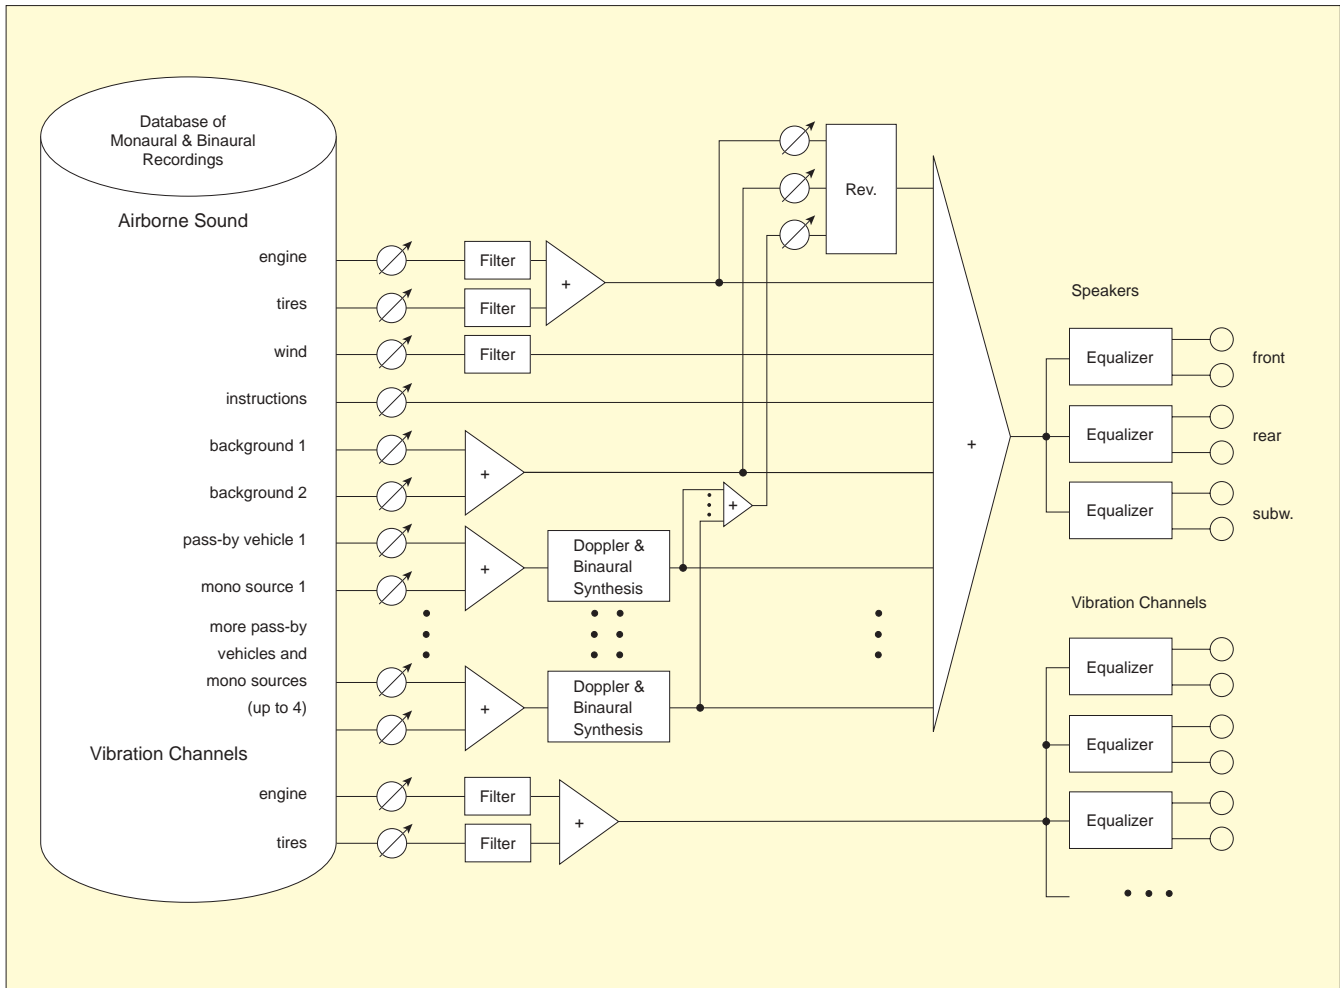 Database of
Monaural & Binaural
Recordings
Airborne Sound
engine
tires
wind
instructions
background 1
background 2
pass-by vehicle 1
mono source 1
more pass-by
vehicles and
mono sources
(up to 4)
Vibration Channels
engine
tires
Filter
Filter
Filter
+
+
+
+
Doppler &
Binaural
Synthesis
Doppler &
Binaural
Synthesis
Filter
Filter
+
+
Rev.
+
Speakers
Equalizer
front
Equalizer
rear
Equalizer
subw.
Vibration Channels
Equalizer
Equalizer
Equalizer